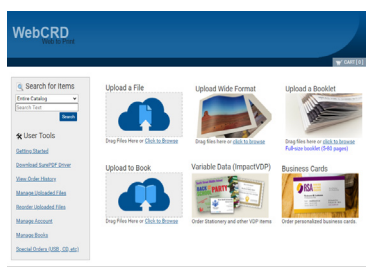 WebCRD
Web to Print
CART [0]
Search for Items
Entire Catalog
Search Text
Search
User Tools
Getting Started
Download SurePDF Driver
View Order History
Manage Uploaded Files
Reorder Uploaded Files
Manage Account
Manage Books
Special Orders (USB, CD, etc)
Upload a File
Drag Files Here or Click to Browse
Upload Wide Format
Drag files here or click to browse
Upload a Booklet
Drag files here or click to browse
Full-size booklet (5-92 pages)
Upload to Book
Drag Files Here or Click to Browse
Variable Data (ImpactVDP)
BACK
PARTY
Order Stationery and other VDP items
Business Cards
RSA
Order personalized business cards.